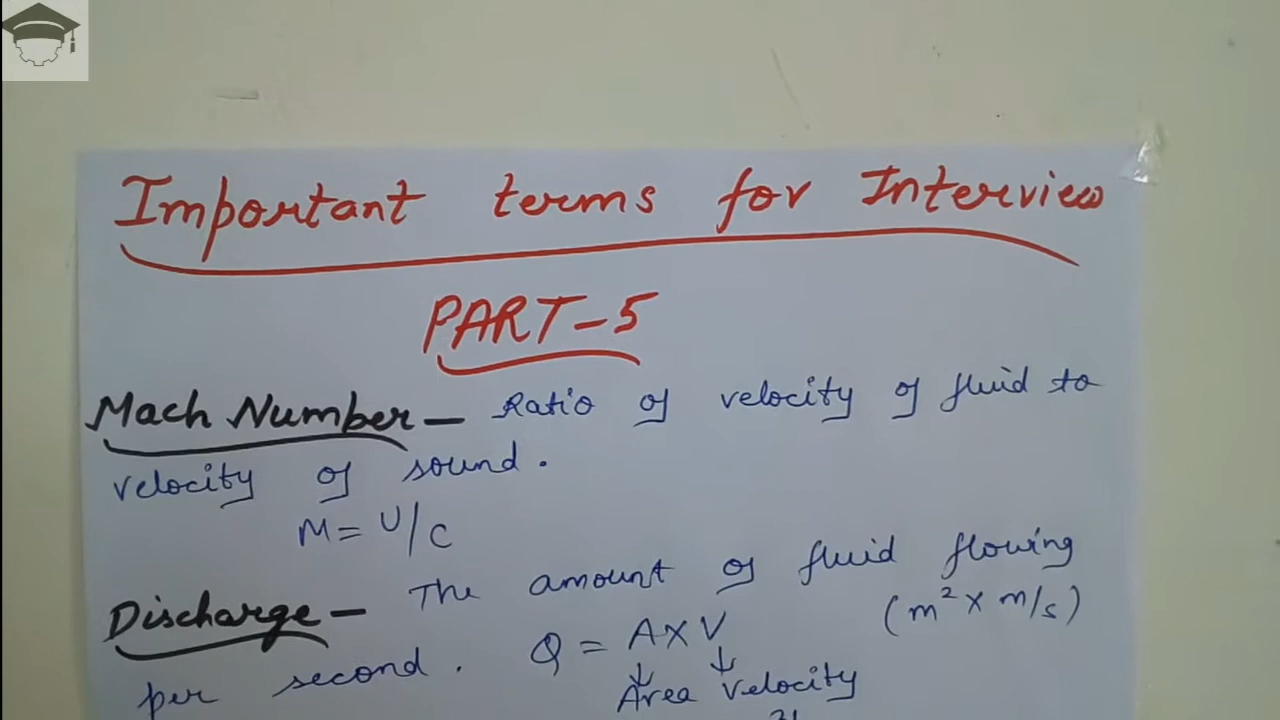 Important terms for Interview
PART-5
Mach Number - Ratio of velocity of fluid to
velocity of sound.
M = U/C
Discharge - The amount of fluid flowing
per second. Q = A×V (m²× m/s)
↓ ↓
Area Velocity